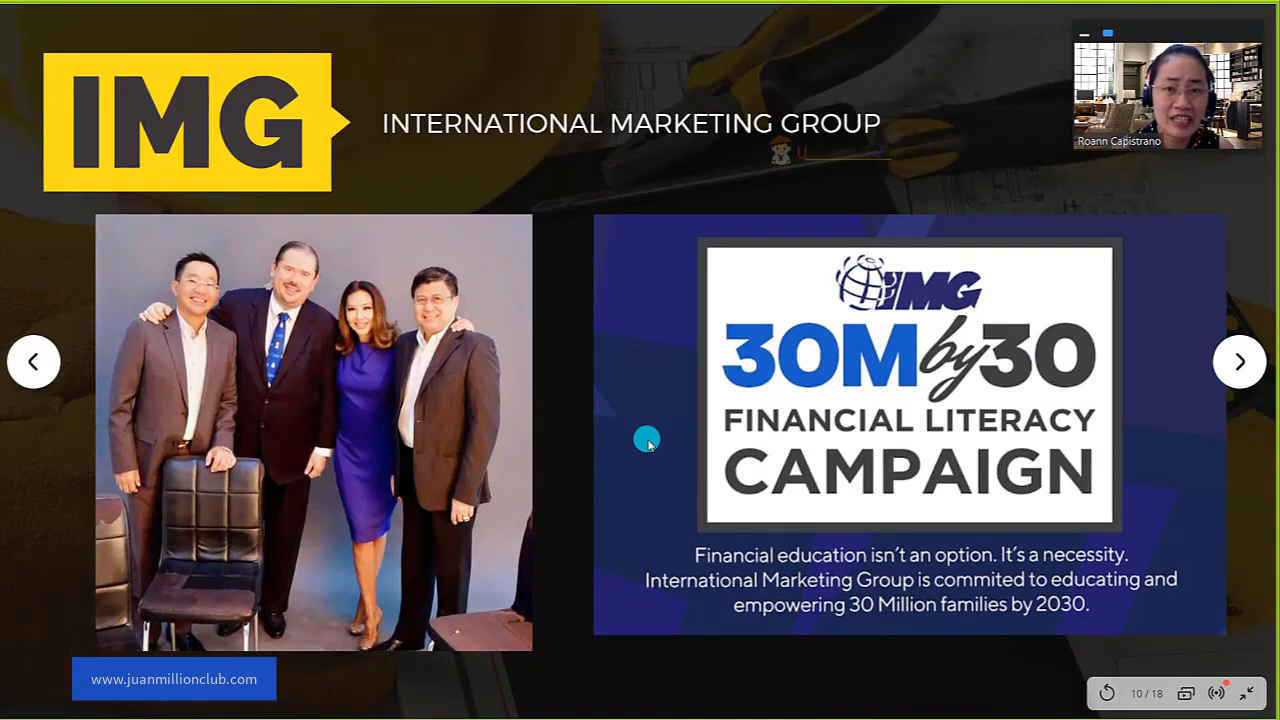 IMG
INTERNATIONAL MARKETING GROUP
Roann Capistrano
IMG
30M by 30
FINANCIAL LITERACY
CAMPAIGN
Financial education isn't an option. It's a necessity.
International Marketing Group is commited to educating and
empowering 30 Million families by 2030.
www.juanmillionclub.com
10 / 18